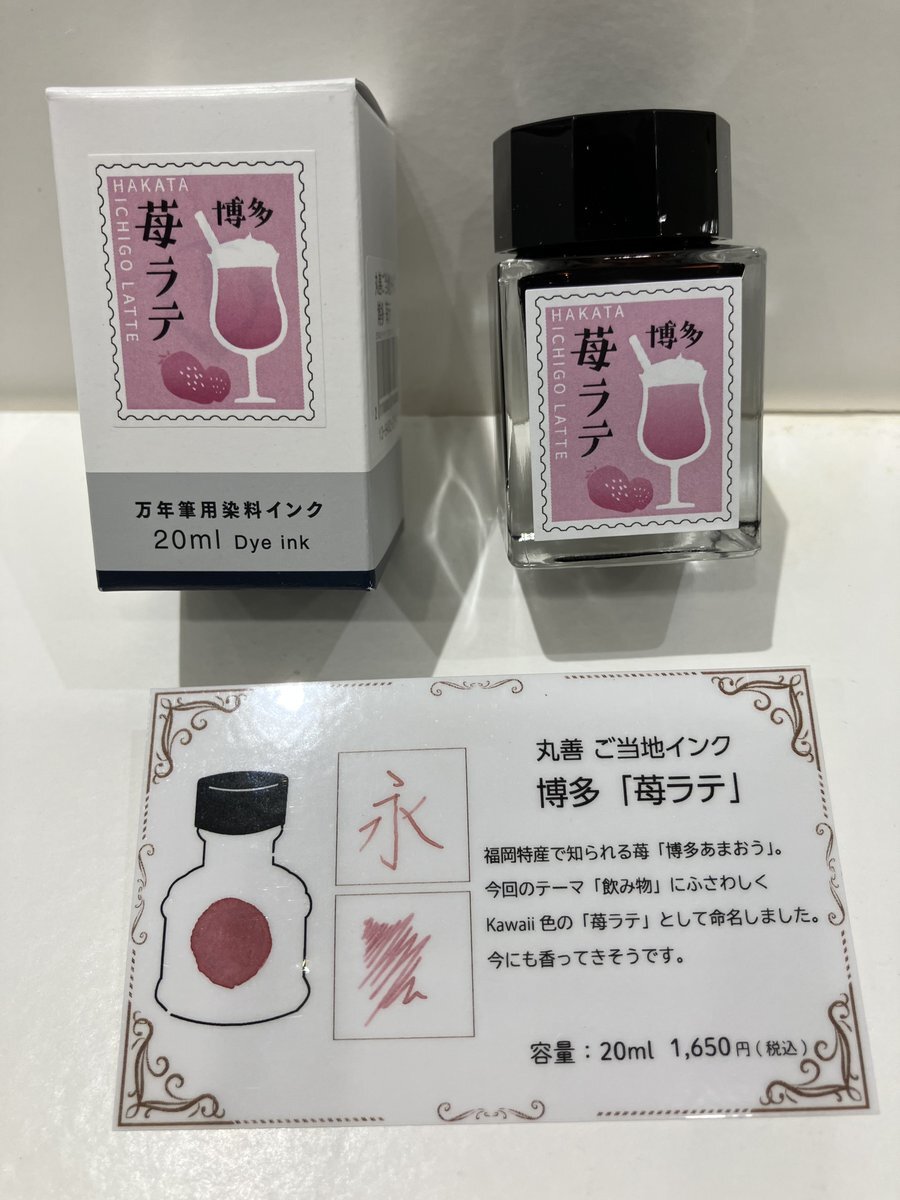 HAKATA
ICHIGO LATTE
博多
苺ラテ
万年筆用染料インク
20ml Dye ink
HAKATA
ICHIGO LATTE
博多
苺ラテ
丸善 ご当地インク
博多「苺ラテ」
永
福岡特産で知られる苺「博多あまおう」。
今回のテーマ「飲み物」にふさわしく
Kawaii 色の「苺ラテ」として命名しました。
今にも香ってきそうです。
容量：20ml 1,650円(税込)